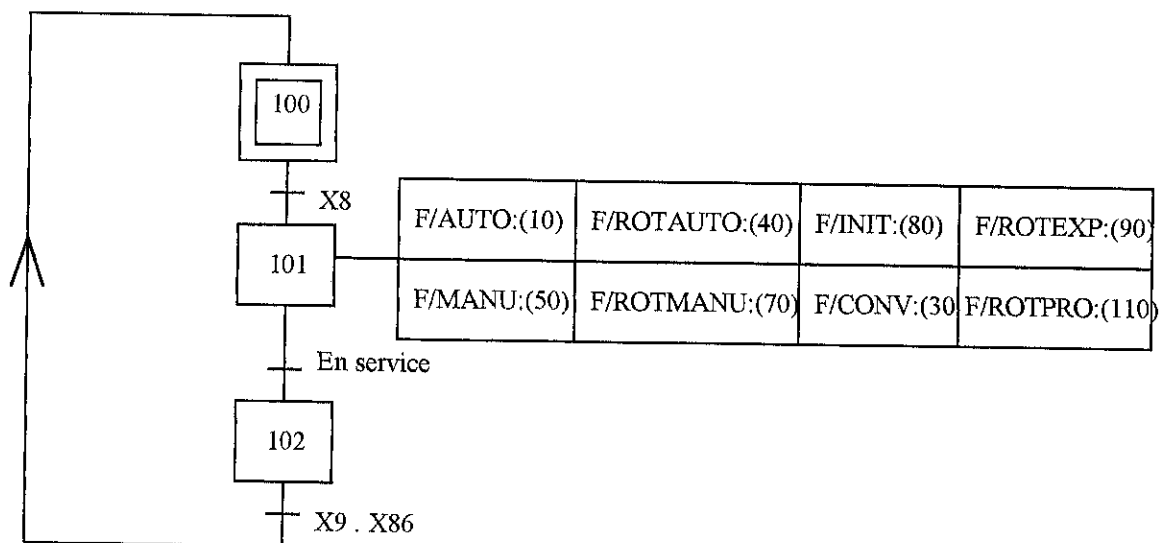 100
X8
F/AUTO:(10) F/ROTAUTO:(40) F/INIT:(80) F/ROTEXP:(90)
101
F/MANU:(50) F/ROTMANU:(70) F/CONV:(30 F/ROTPRO:(110)
En service
102
X9 . X86